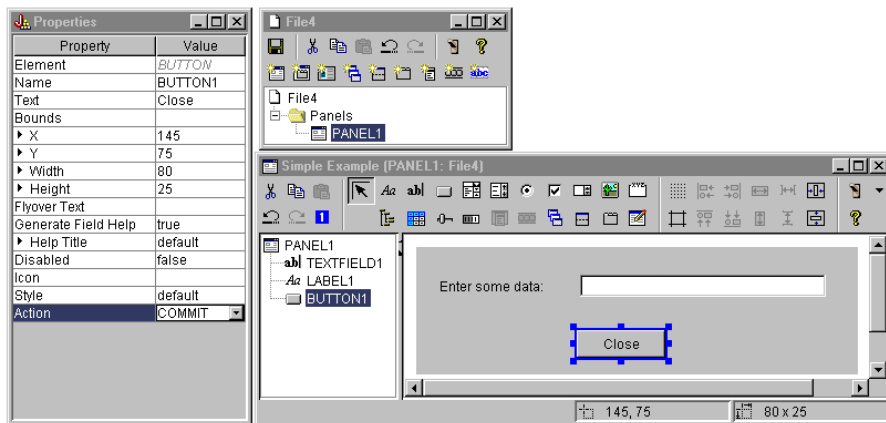 Properties
Property Value
Element BUTTON
Name BUTTON1
Text Close
Bounds
X 145
Y 75
Width 80
Height 25
Flyover Text
Generate Field Help true
Help Title default
Disabled false
Icon
Style default
Action COMMIT
File4
File4
Panels
PANEL1
Simple Example (PANEL1: File4)
PANEL1
ab| TEXTFIELD1
Aa LABEL1
BUTTON1
Enter some data:
Close
145, 75
80 x 25